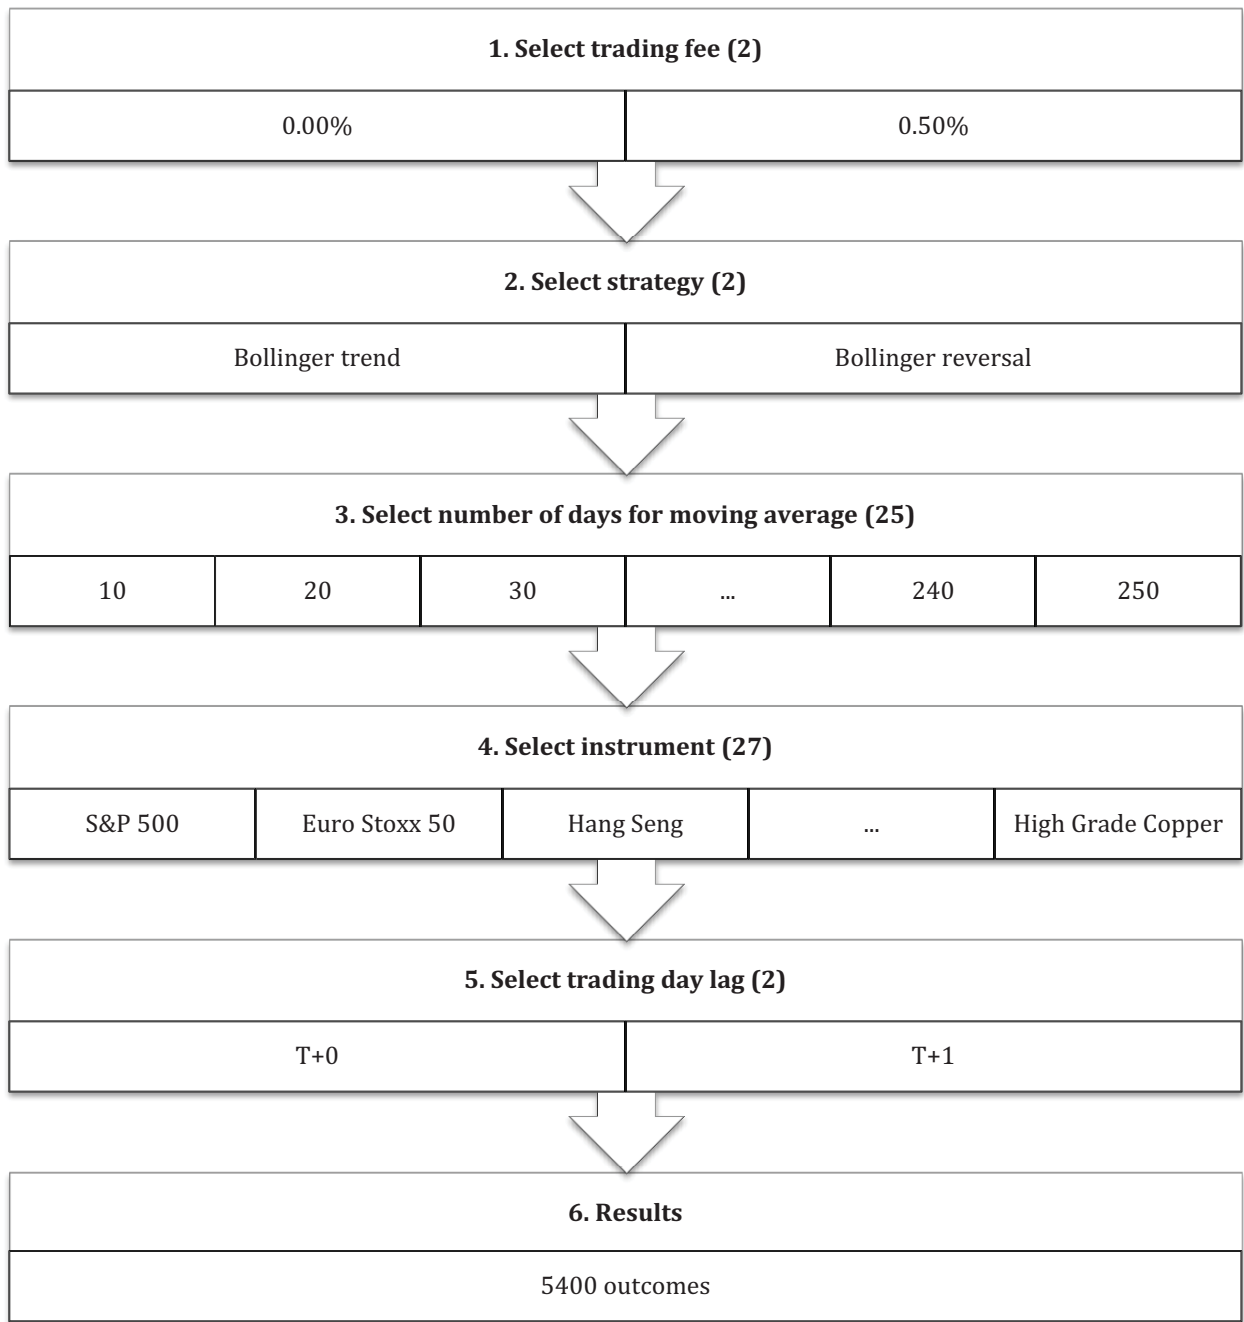 1. Select trading fee (2)
0.00% 0.50%
2. Select strategy (2)
Bollinger trend Bollinger reversal
3. Select number of days for moving average (25)
10 20 30 ... 240 250
4. Select instrument (27)
S&P 500 Euro Stoxx 50 Hang Seng ... High Grade Copper
5. Select trading day lag (2)
T+0 T+1
6. Results
5400 outcomes